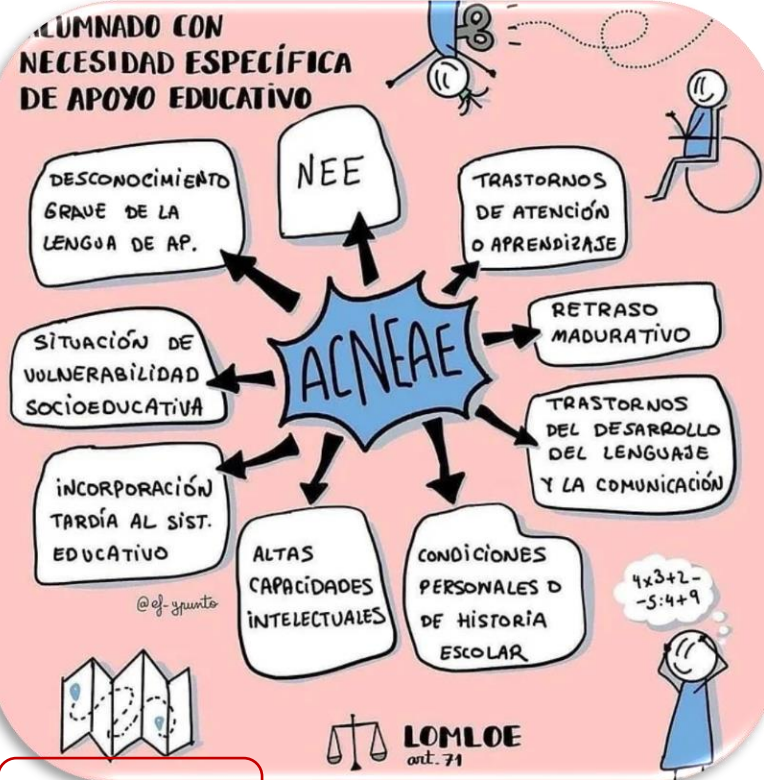 ALUMNADO CON
NECESIDAD ESPECÍFICA
DE APOYO EDUCATIVO
NEE
DESCONOCIMIENTO
GRAVE DE LA
LENGUA DE AP.
TRASTORNOS
DE ATENCIÓN
O APRENDIZAJE
ACNEAE
RETRASO
MADURATIVO
SITUACIÓN DE
VULNERABILIDAD
SOCIOEDUCATIVA
TRASTORNOS
DEL DESARROLLO
DEL LENGUAJE
Y LA COMUNICACIÓN
INCORPORACIÓN
TARDÍA AL SIST.
EDUCATIVO
ALTAS
CAPACIDADES
INTELECTUALES
CONDICIONES
PERSONALES O
DE HISTORIA
ESCOLAR
@ef-ypunto
4x3+2-
-5:4+9
LOMLOE
art. 71